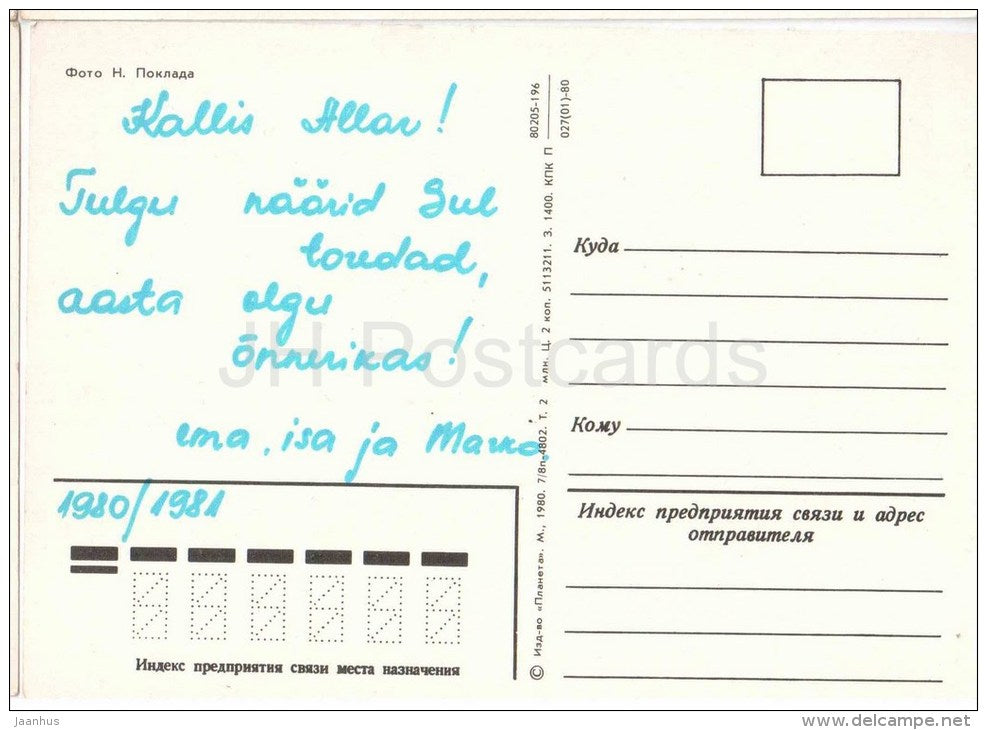 Фото Н. Поклада
Kallis Allar!
Tulgu näärid Sul
toredad,
aasta olgu
õnnerikas!
ema, isa ja Marko.
1980/1981
Индекс предприятия связи места назначения
© Изд-во «Планета». М., 1980. 7/8п-4802. Т. 2 млн. Ц. 2 коп. 5113211. З. 1400. КПК П
80205-196
027(01)-80
Куда
Кому
Индекс предприятия связи и адрес
отправителя
JH Postcards
Jaanhus
www.delcampe.net